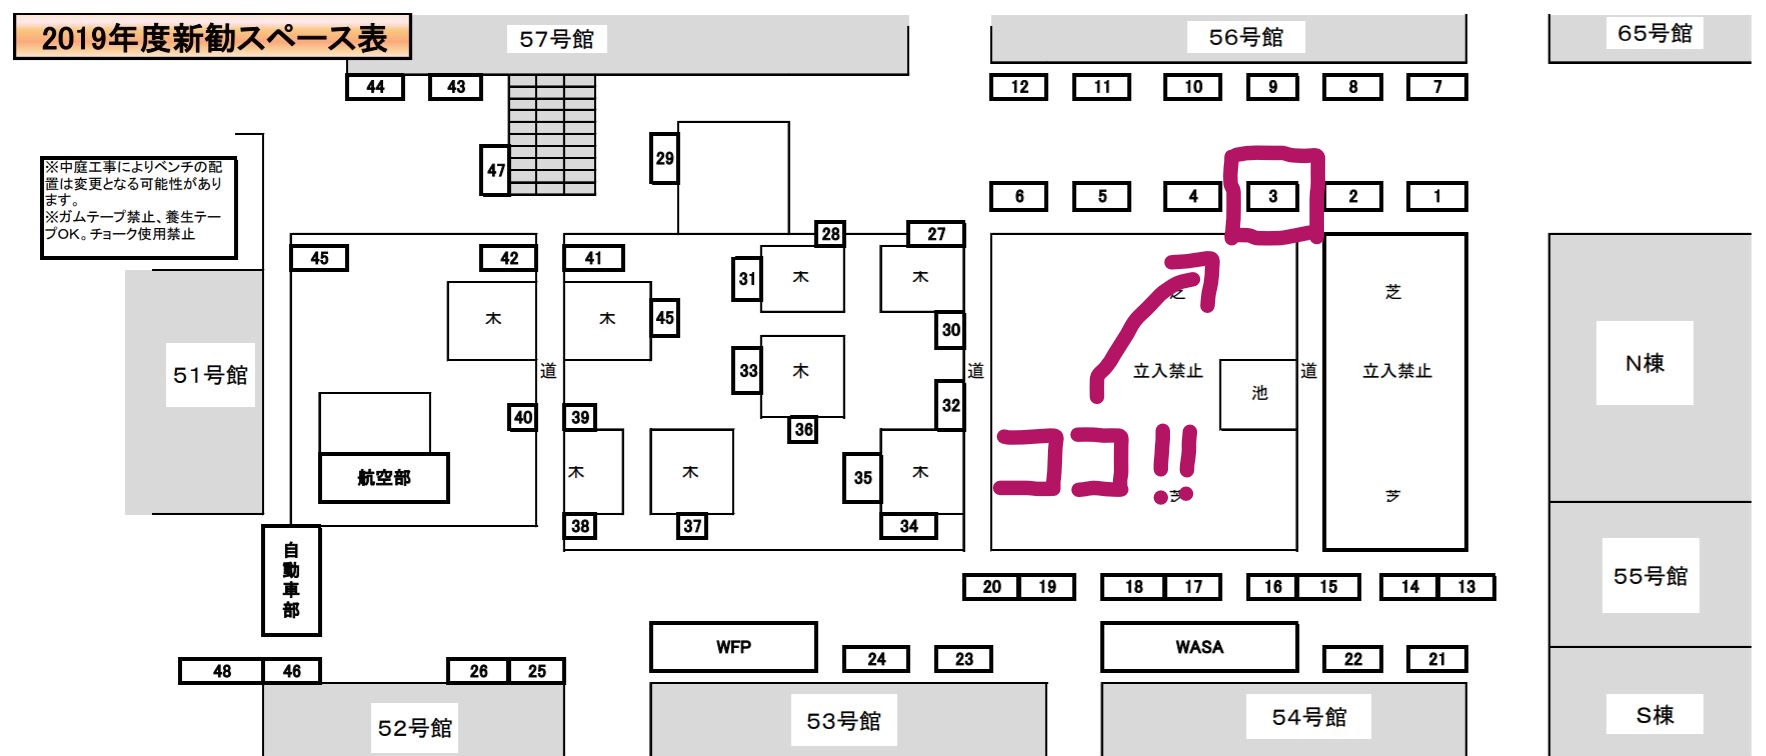 2019年度新勧スペース表
57号館
56号館
65号館
44
43
12
11
10
9
8
7
※中庭工事によりベンチの配
置は変更となる可能性があり
ます。
※ガムテープ禁止、養生テー
プOK。チョーク使用禁止
47
29
6
5
4
3
2
1
28
27
45
42
41
31
木
木
芝
芝
木
木
45
30
51号館
道
33
木
道
立入禁止
池
道
立入禁止
N棟
40
39
36
32
ココ!!
航空部
木
木
35
木
芝
芝
38
37
34
自動車部
20
19
18
17
16
15
14
13
55号館
WFP
24
23
WASA
22
21
48
46
26
25
52号館
53号館
54号館
S棟